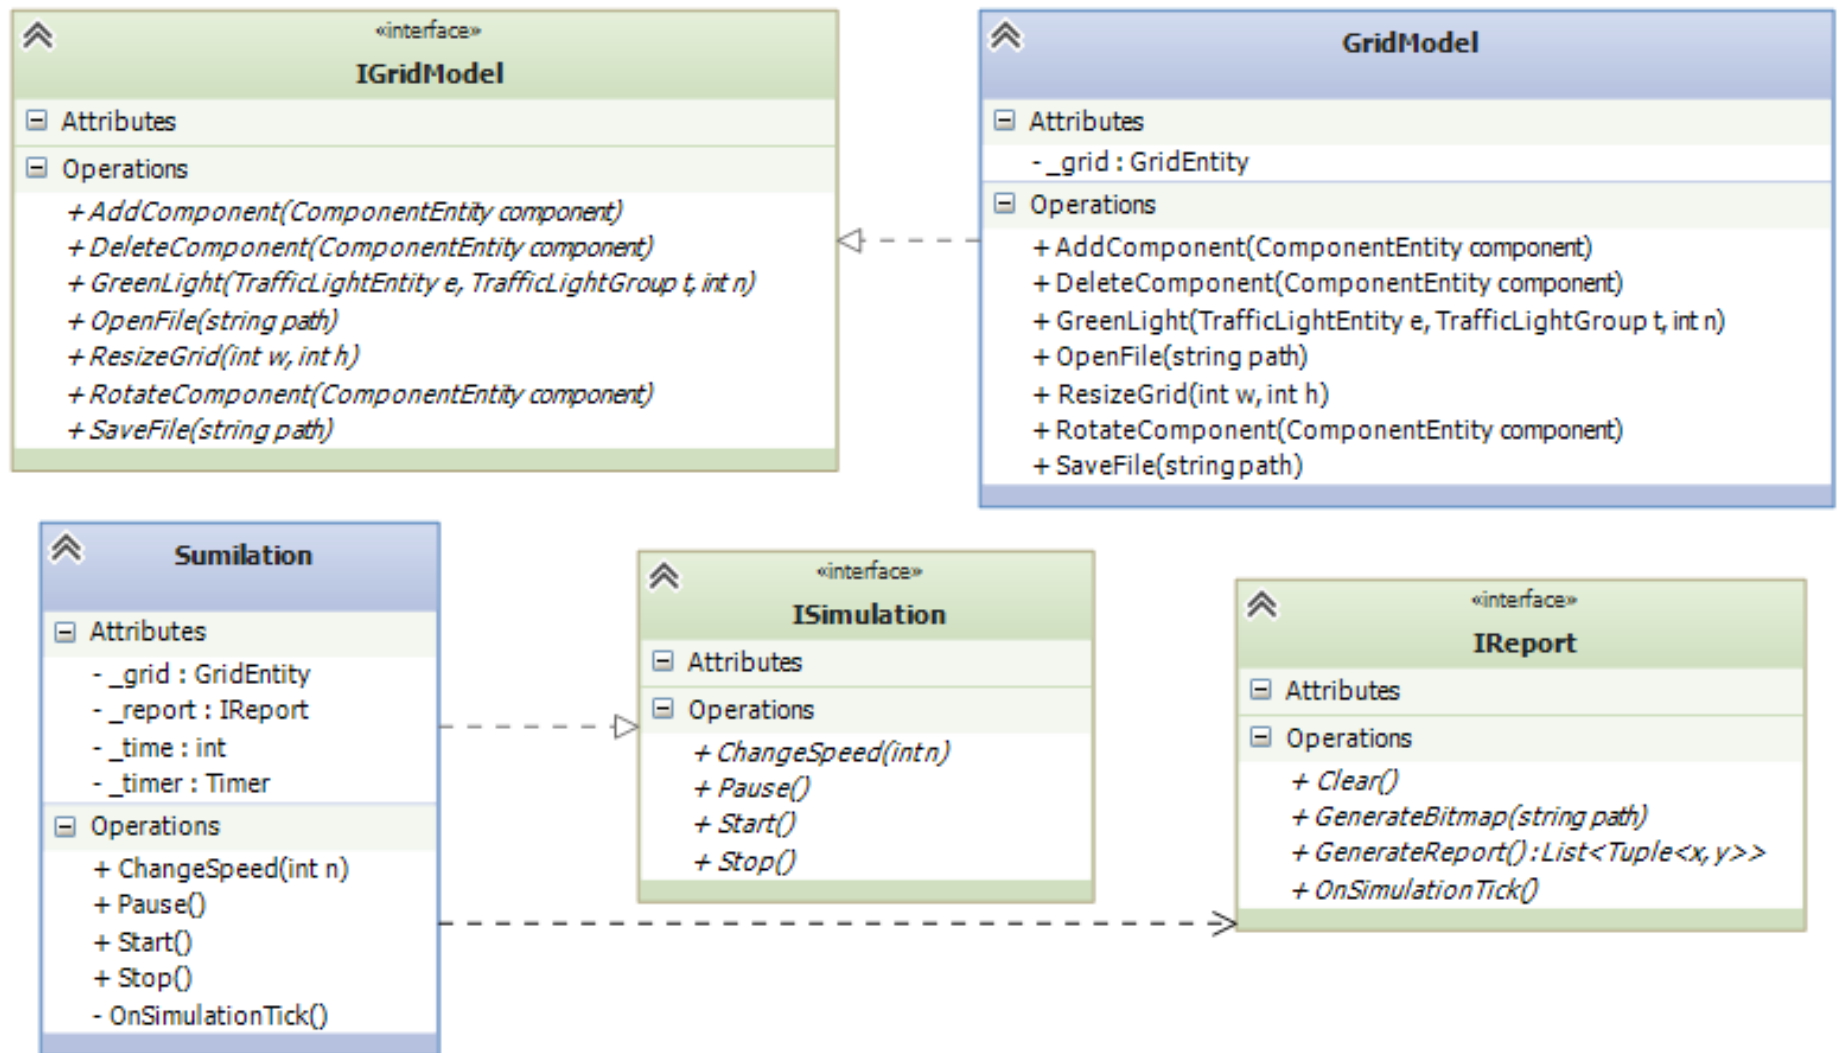 «interface»
IGridModel
Attributes
Operations
+ AddComponent(ComponentEntity component)
+ DeleteComponent(ComponentEntity component)
+ GreenLight(TrafficLightEntity e, TrafficLightGroup t, int n)
+ OpenFile(string path)
+ ResizeGrid(int w, int h)
+ RotateComponent(ComponentEntity component)
+ SaveFile(string path)
GridModel
Attributes
- _grid : GridEntity
Operations
+ AddComponent(ComponentEntity component)
+ DeleteComponent(ComponentEntity component)
+ GreenLight(TrafficLightEntity e, TrafficLightGroup t, int n)
+ OpenFile(string path)
+ ResizeGrid(int w, int h)
+ RotateComponent(ComponentEntity component)
+ SaveFile(string path)
Sumilation
Attributes
- _grid : GridEntity
- _report : IReport
- _time : int
- _timer : Timer
Operations
+ ChangeSpeed(int n)
+ Pause()
+ Start()
+ Stop()
- OnSimulationTick()
«interface»
ISimulation
Attributes
Operations
+ ChangeSpeed(int n)
+ Pause()
+ Start()
+ Stop()
«interface»
IReport
Attributes
Operations
+ Clear()
+ GenerateBitmap(string path)
+ GenerateReport() : List<Tuple<x, y>>
+ OnSimulationTick()